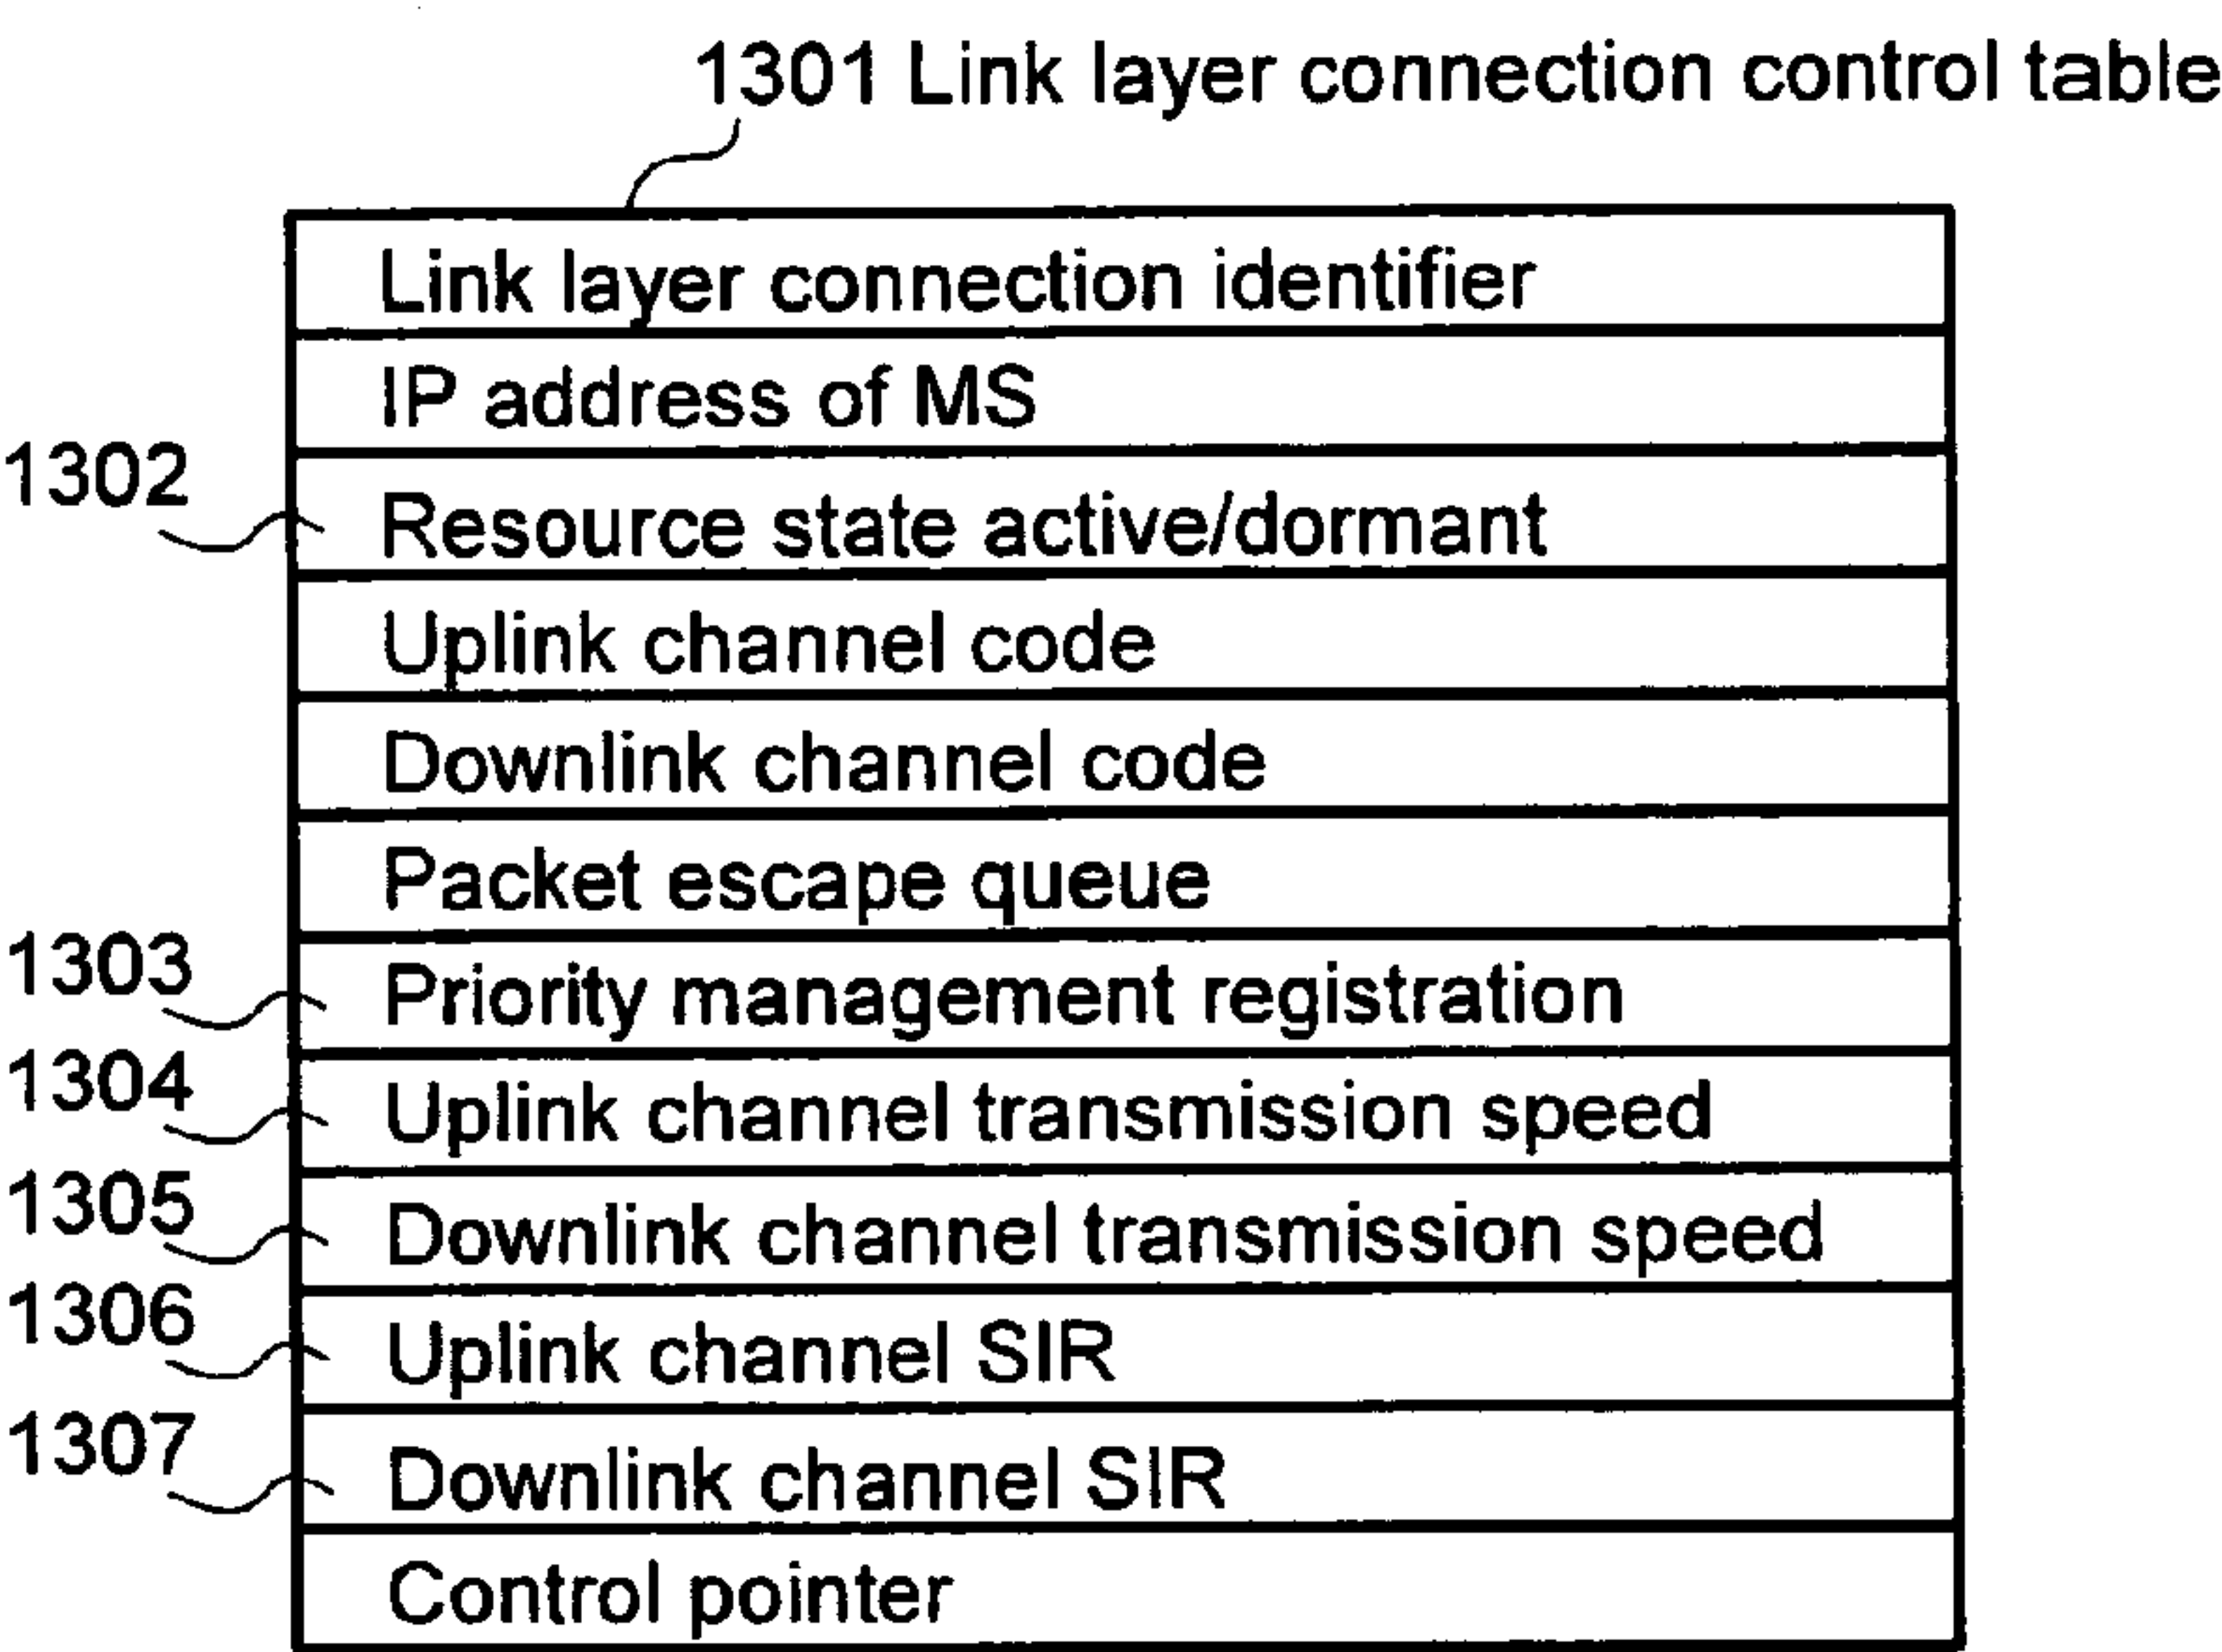 1301 Link layer connection control table
Link layer connection identifier
IP address of MS
1302
Resource state active/dormant
Uplink channel code
Downlink channel code
Packet escape queue
1303
Priority management registration
1304
Uplink channel transmission speed
1305
Downlink channel transmission speed
1306
Uplink channel SIR
1307
Downlink channel SIR
Control pointer